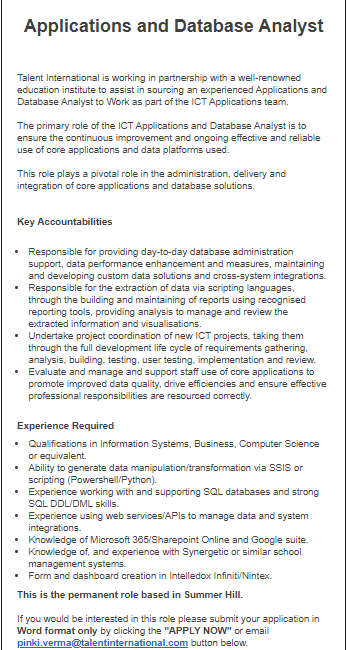 Applications and Database Analyst
Talent International is working in partnership with a well-renowned
education institute to assist in sourcing an experienced Applications and
Database Analyst to Work as part of the ICT Applications team.
The primary role of the ICT Applications and Database Analyst is to
ensure the continuous improvement and ongoing effective and reliable
use of core applications and data platforms used.
This role plays a pivotal role in the administration, delivery and
integration of core applications and database solutions.
Key Accountabilities
• Responsible for providing day-to-day database administration
support, data performance enhancement and measures, maintaining
and developing custom data solutions and cross-system integrations.
• Responsible for the extraction of data via scripting languages,
through the building and maintaining of reports using recognised
reporting tools, providing analysis to manage and review the
extracted information and visualisations.
• Undertake project coordination of new ICT projects, taking them
through the full development life cycle of requirements gathering,
analysis, building, testing, user testing, implementation and review.
• Evaluate and manage and support staff use of core applications to
promote improved data quality, drive efficiencies and ensure effective
professional responsibilities are resourced correctly.
Experience Required
• Qualifications in Information Systems, Business, Computer Science
or equivalent.
• Ability to generate data manipulation/transformation via SSIS or
scripting (Powershell/Python).
• Experience working with and supporting SQL databases and strong
SQL DDL/DML skills.
• Experience using web services/APIs to manage data and system
integrations.
• Knowledge of Microsoft 365/Sharepoint Online and Google suite.
• Knowledge of, and experience with Synergetic or similar school
management systems.
• Form and dashboard creation in Intelledox Infiniti/Nintex.
This is the permanent role based in Summer Hill.
If you would be interested in this role please submit your application in
Word format only by clicking the "APPLY NOW" or email
pinki.verma@talentinternational.com button below.